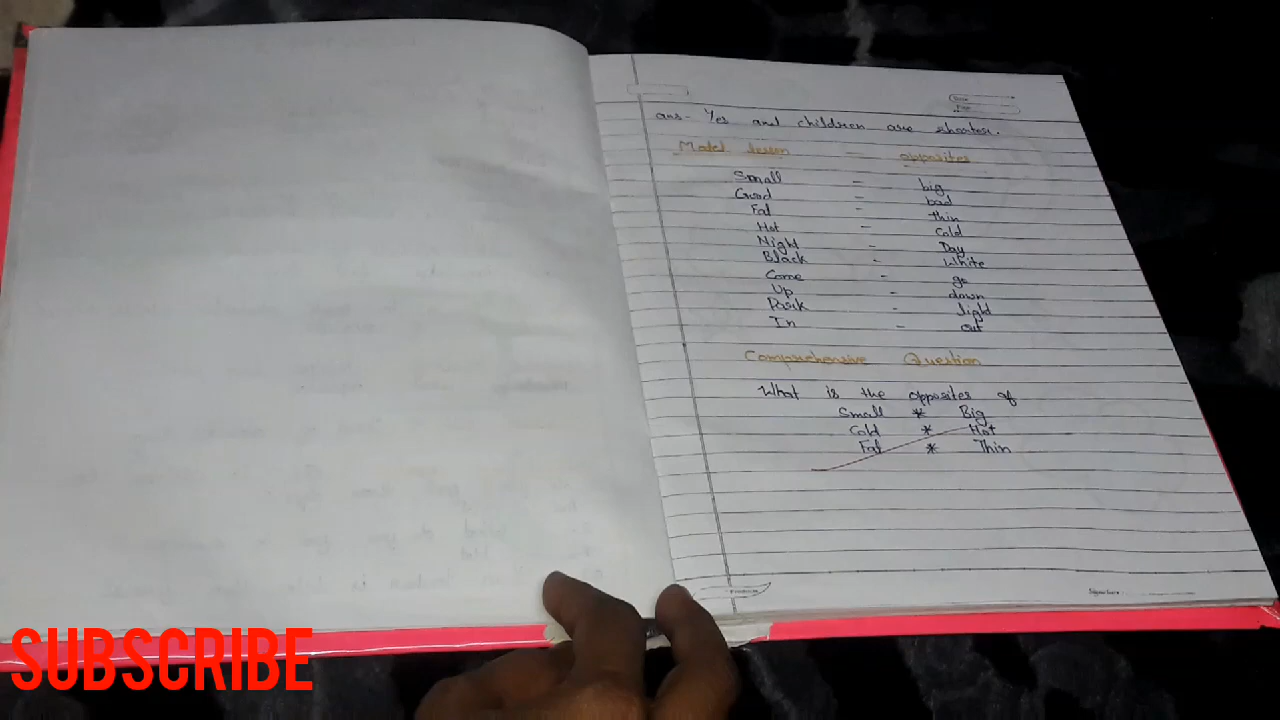 ans- Yes and children are shorter.
Model lesson - opposites
Small - big
Good - bad
Fat - thin
Hot - Cold
Night - Day
Black - White
Come - go
Up - down
Dark - light
In - out
Comprehensive Question
What is the opposites of
Small * Big
Cold * Hot
Fat * Thin
SUBSCRIBE